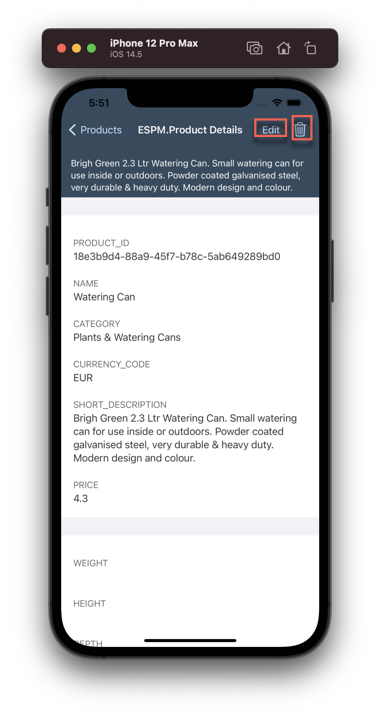 iPhone 12 Pro Max
iOS 14.5
5:51
Products
ESPM.Product Details
Edit
Brigh Green 2.3 Ltr Watering Can. Small watering can for
use inside or outdoors. Powder coated galvanised steel,
very durable & heavy duty. Modern design and colour.
PRODUCT_ID
18e3b9d4-88a9-45f7-b78c-5ab649289bd0
NAME
Watering Can
CATEGORY
Plants & Watering Cans
CURRENCY_CODE
EUR
SHORT_DESCRIPTION
Brigh Green 2.3 Ltr Watering Can. Small watering
can for use inside or outdoors. Powder coated
galvanised steel, very durable & heavy duty.
Modern design and colour.
PRICE
4.3
WEIGHT
HEIGHT
DEPTH